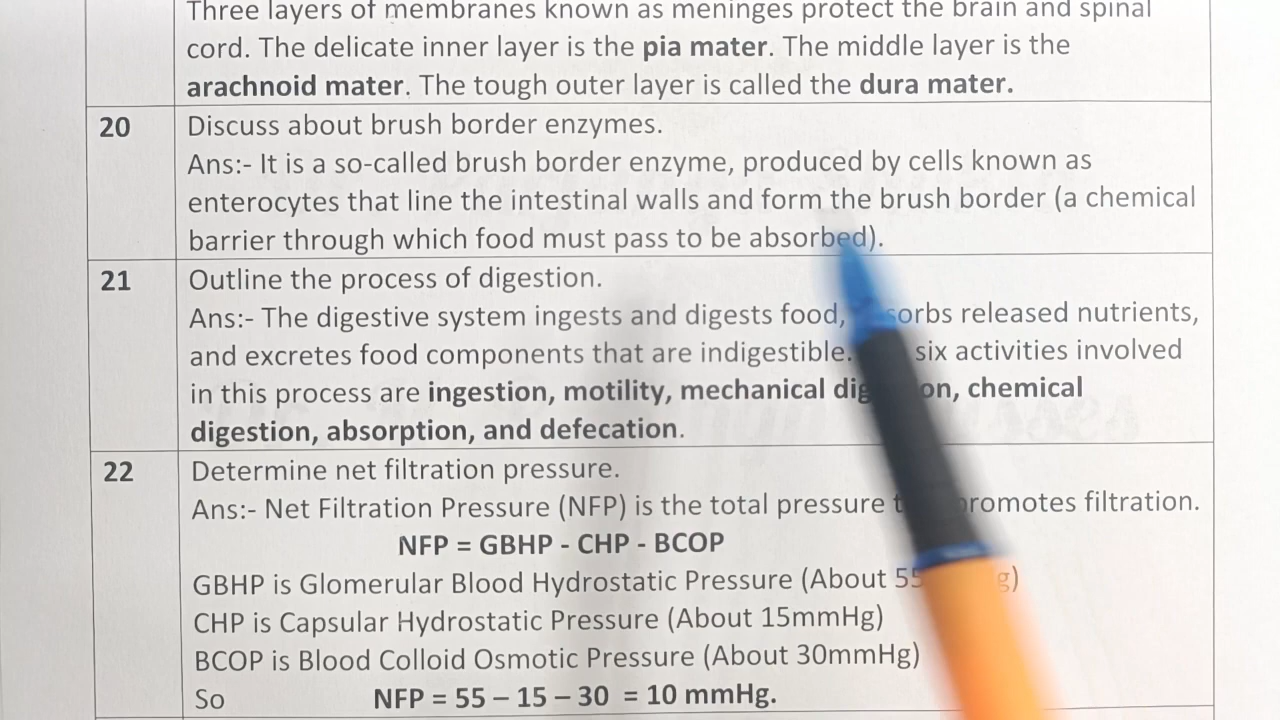 Three layers of membranes known as meninges protect the brain and spinal
cord. The delicate inner layer is the pia mater. The middle layer is the
arachnoid mater. The tough outer layer is called the dura mater.
20 Discuss about brush border enzymes.
Ans:- It is a so-called brush border enzyme, produced by cells known as
enterocytes that line the intestinal walls and form the brush border (a chemical
barrier through which food must pass to be absorbed).
21 Outline the process of digestion.
Ans:- The digestive system ingests and digests food, released nutrients,
and excretes food components that are indigestible. six activities involved
in this process are ingestion, motility, mechanical chemical
digestion, absorption, and defecation.
22 Determine net filtration pressure.
Ans:- Net Filtration Pressure (NFP) is the total pressure promotes filtration.
NFP = GBHP - CHP - BCOP
GBHP is Glomerular Blood Hydrostatic Pressure (About 55
CHP is Capsular Hydrostatic Pressure (About 15mmHg)
BCOP is Blood Colloid Osmotic Pressure (About 30mmHg)
So NFP = 55 – 15 – 30 = 10 mmHg.